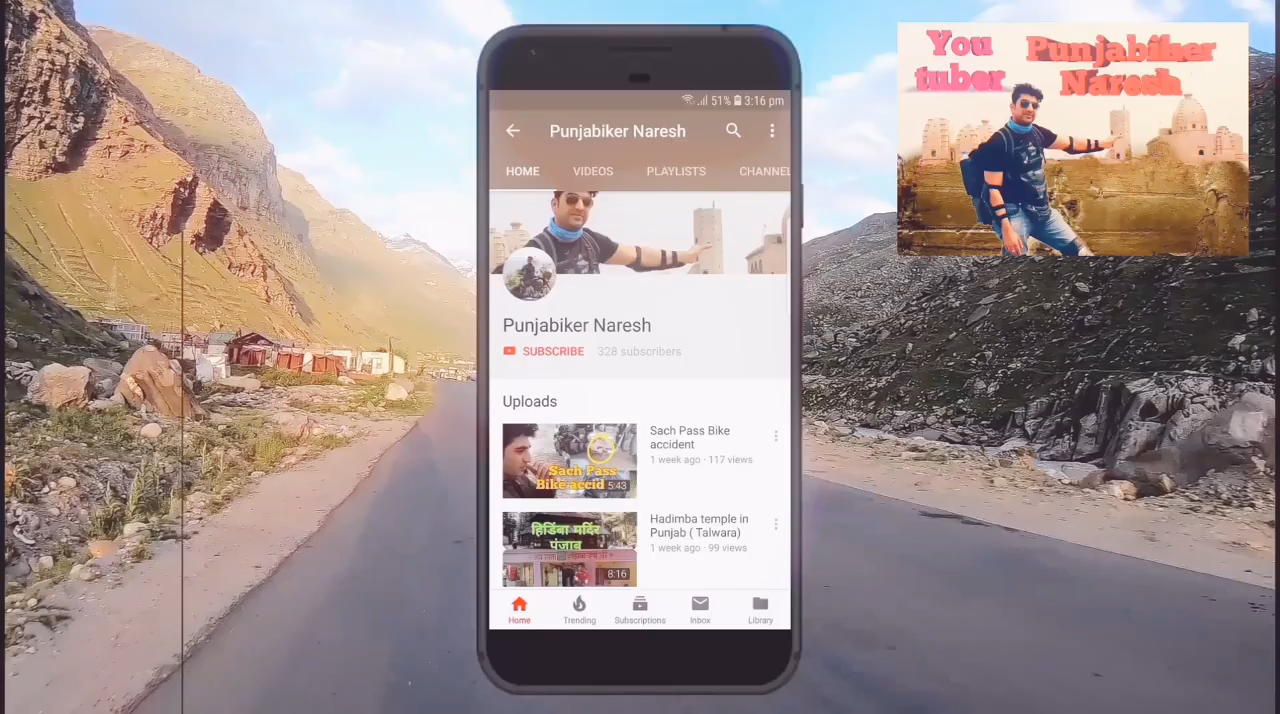 You
tuber
Punjabiker
Naresh
51% 3:16 pm
Punjabiker Naresh
HOME VIDEOS PLAYLISTS CHANNEL
Punjabiker Naresh
SUBSCRIBE 328 subscribers
Uploads
Sach Pass Bike
accident
1 week ago · 117 views
Sach Pass
Bike accid
5:43
Hadimba temple in
Punjab ( Talwara)
1 week ago · 99 views
हिडिंबा मदिंर
पंजाब
8:16
Home Trending Subscriptions Inbox Library